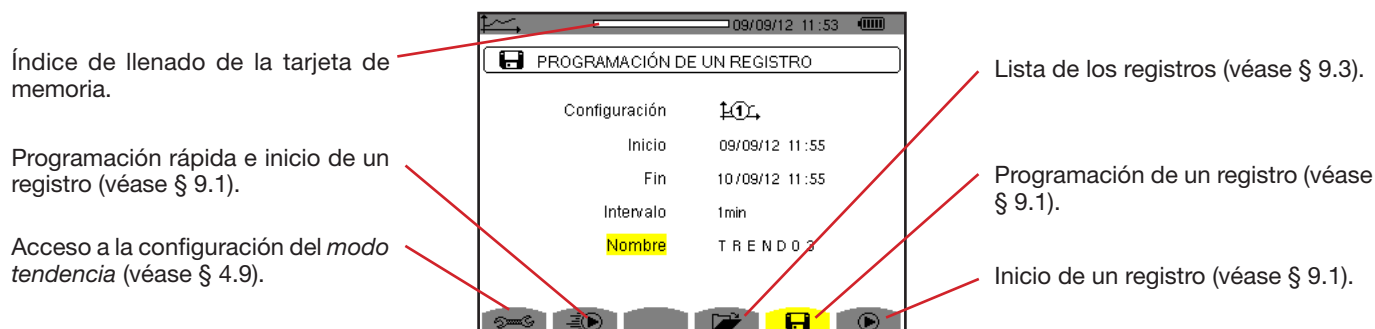 Índice de llenado de la tarjeta de
memoria.
Programación rápida e inicio de un
registro (véase § 9.1).
Acceso a la configuración del modo
tendencia (véase § 4.9).
09/09/12 11:53
PROGRAMACIÓN DE UN REGISTRO
Configuración 1
Inicio 09/09/12 11:55
Fin 10/09/12 11:55
Intervalo 1min
Nombre TREND03
Lista de los registros (véase § 9.3).
Programación de un registro (véase
§ 9.1).
Inicio de un registro (véase § 9.1).